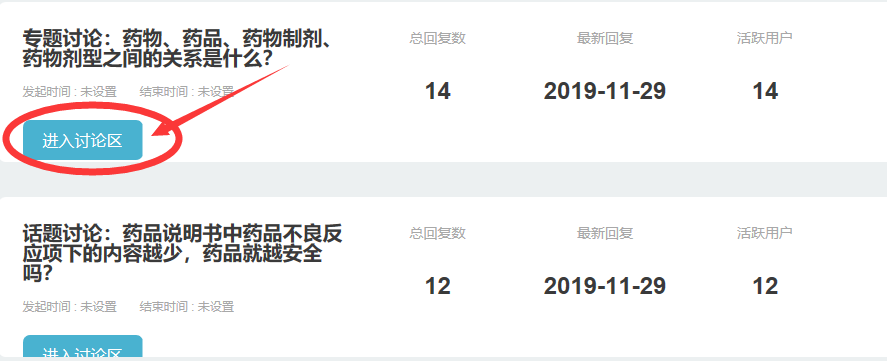 专题讨论：药物、药品、药物制剂、
药物剂型之间的关系是什么？
总回复数
最新回复
活跃用户
14
2019-11-29
14
发起时间 : 未设置
结束时间 : 未设置
进入讨论区
话题讨论：药品说明书中药品不良反
应项下的内容越少，药品就越安全
吗？
总回复数
最新回复
活跃用户
12
2019-11-29
12
发起时间 : 未设置
结束时间 : 未设置
进入讨论区